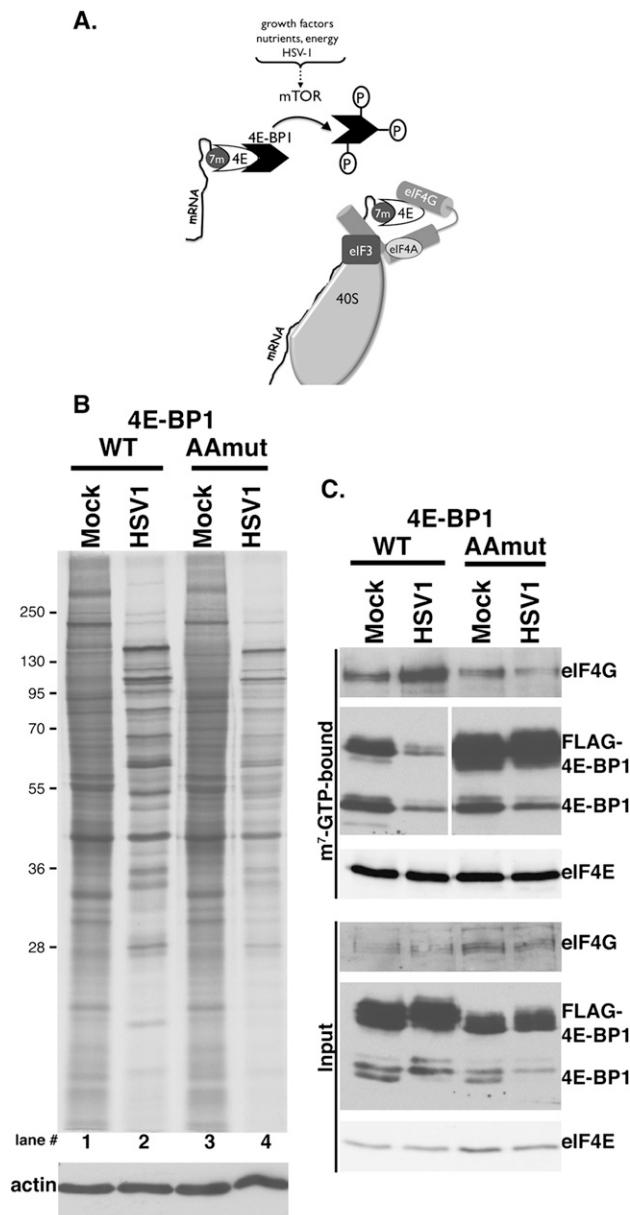 A.
growth factors
nutrients, energy
HSV-1
mTOR
4E-BP1
P
P
P
7m 4E
mRNA
eIF4G
7m 4E
eIF3
eIF4A
40S
mRNA
B
4E-BP1
WT AAmut
Mock HSV1 Mock HSV1
250
130
95
70
55
36
28
lane # 1 2 3 4
actin
C.
4E-BP1
WT AAmut
Mock HSV1 Mock HSV1
m7-GTP-bound
eIF4G
FLAG-
4E-BP1
4E-BP1
eIF4E
Input
eIF4G
FLAG-
4E-BP1
4E-BP1
eIF4E